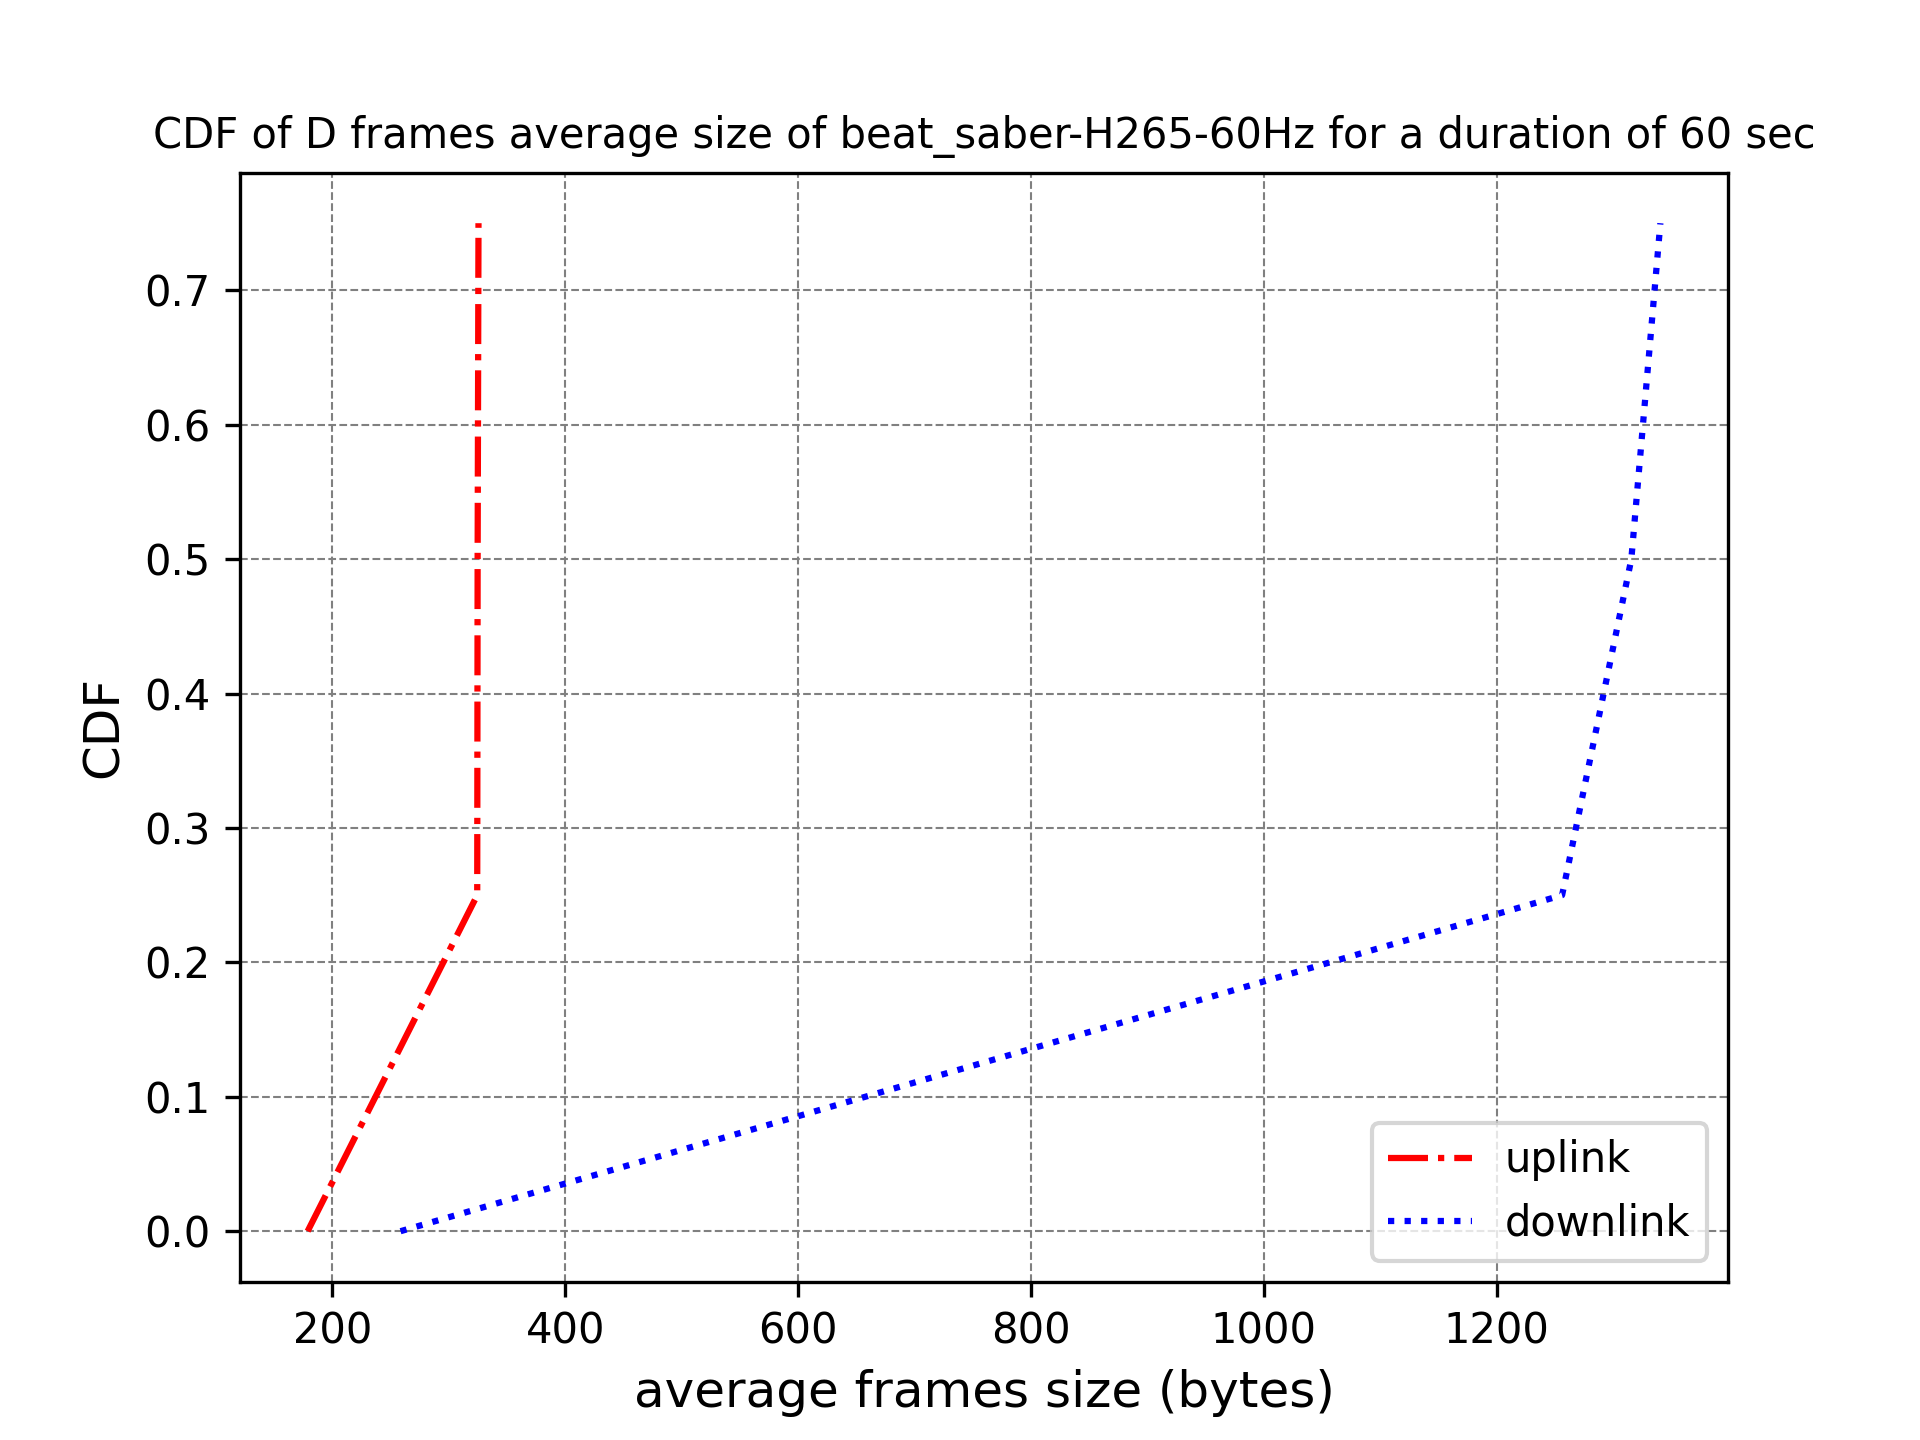 CDF of D frames average size of beat_saber-H265-60Hz for a duration of 60 sec
0.7
0.6
0.5
0.4
0.3
0.2
0.1
0.0
CDF
uplink
downlink
200 400 600 800 1000 1200
average frames size (bytes)